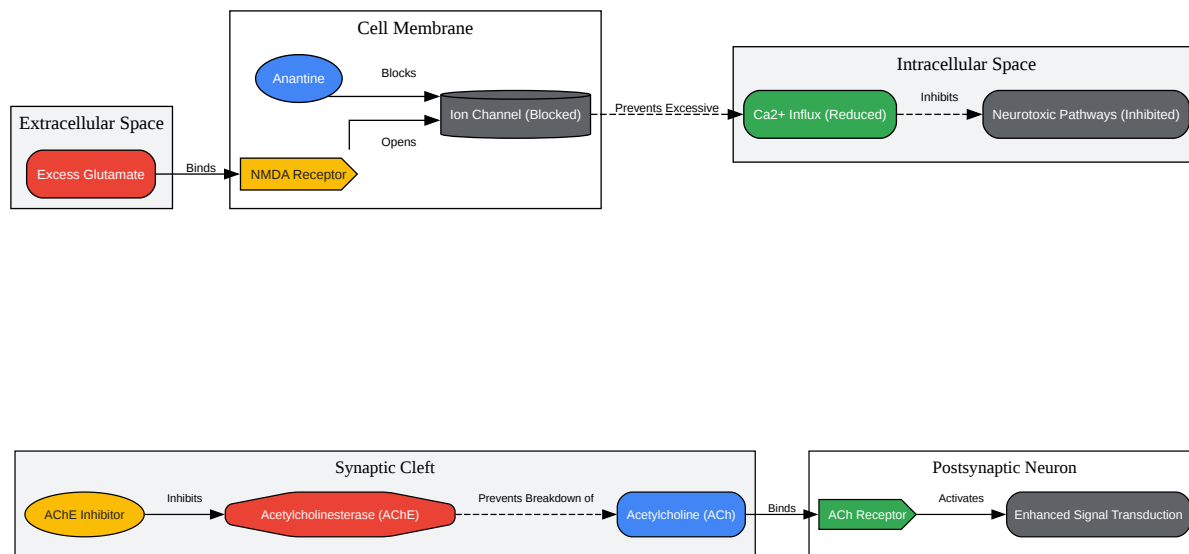 Cell Membrane
Anantine
Blocks
Ion Channel (Blocked)
Opens
NMDA Receptor
Extracellular Space
Excess Glutamate
Binds
Prevents Excessive
Intracellular Space
Ca2+ Influx (Reduced)
Inhibits
Neurotoxic Pathways (Inhibited)
Synaptic Cleft
AChE Inhibitor
Inhibits
Acetylcholinesterase (AChE)
Prevents Breakdown of
Acetylcholine (ACh)
Binds
Postsynaptic Neuron
ACh Receptor
Activates
Enhanced Signal Transduction